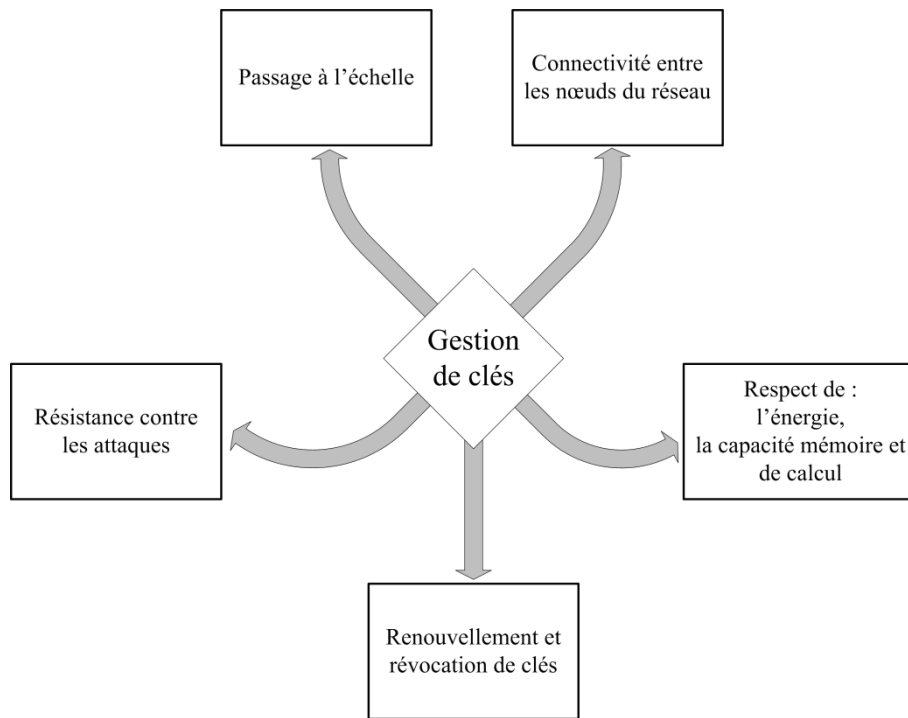 Passage à l’échelle
Connectivité entre
les nœuds du réseau
Gestion
de clés
Résistance contre
les attaques
Respect de :
l’énergie,
la capacité mémoire et
de calcul
Renouvellement et
révocation de clés